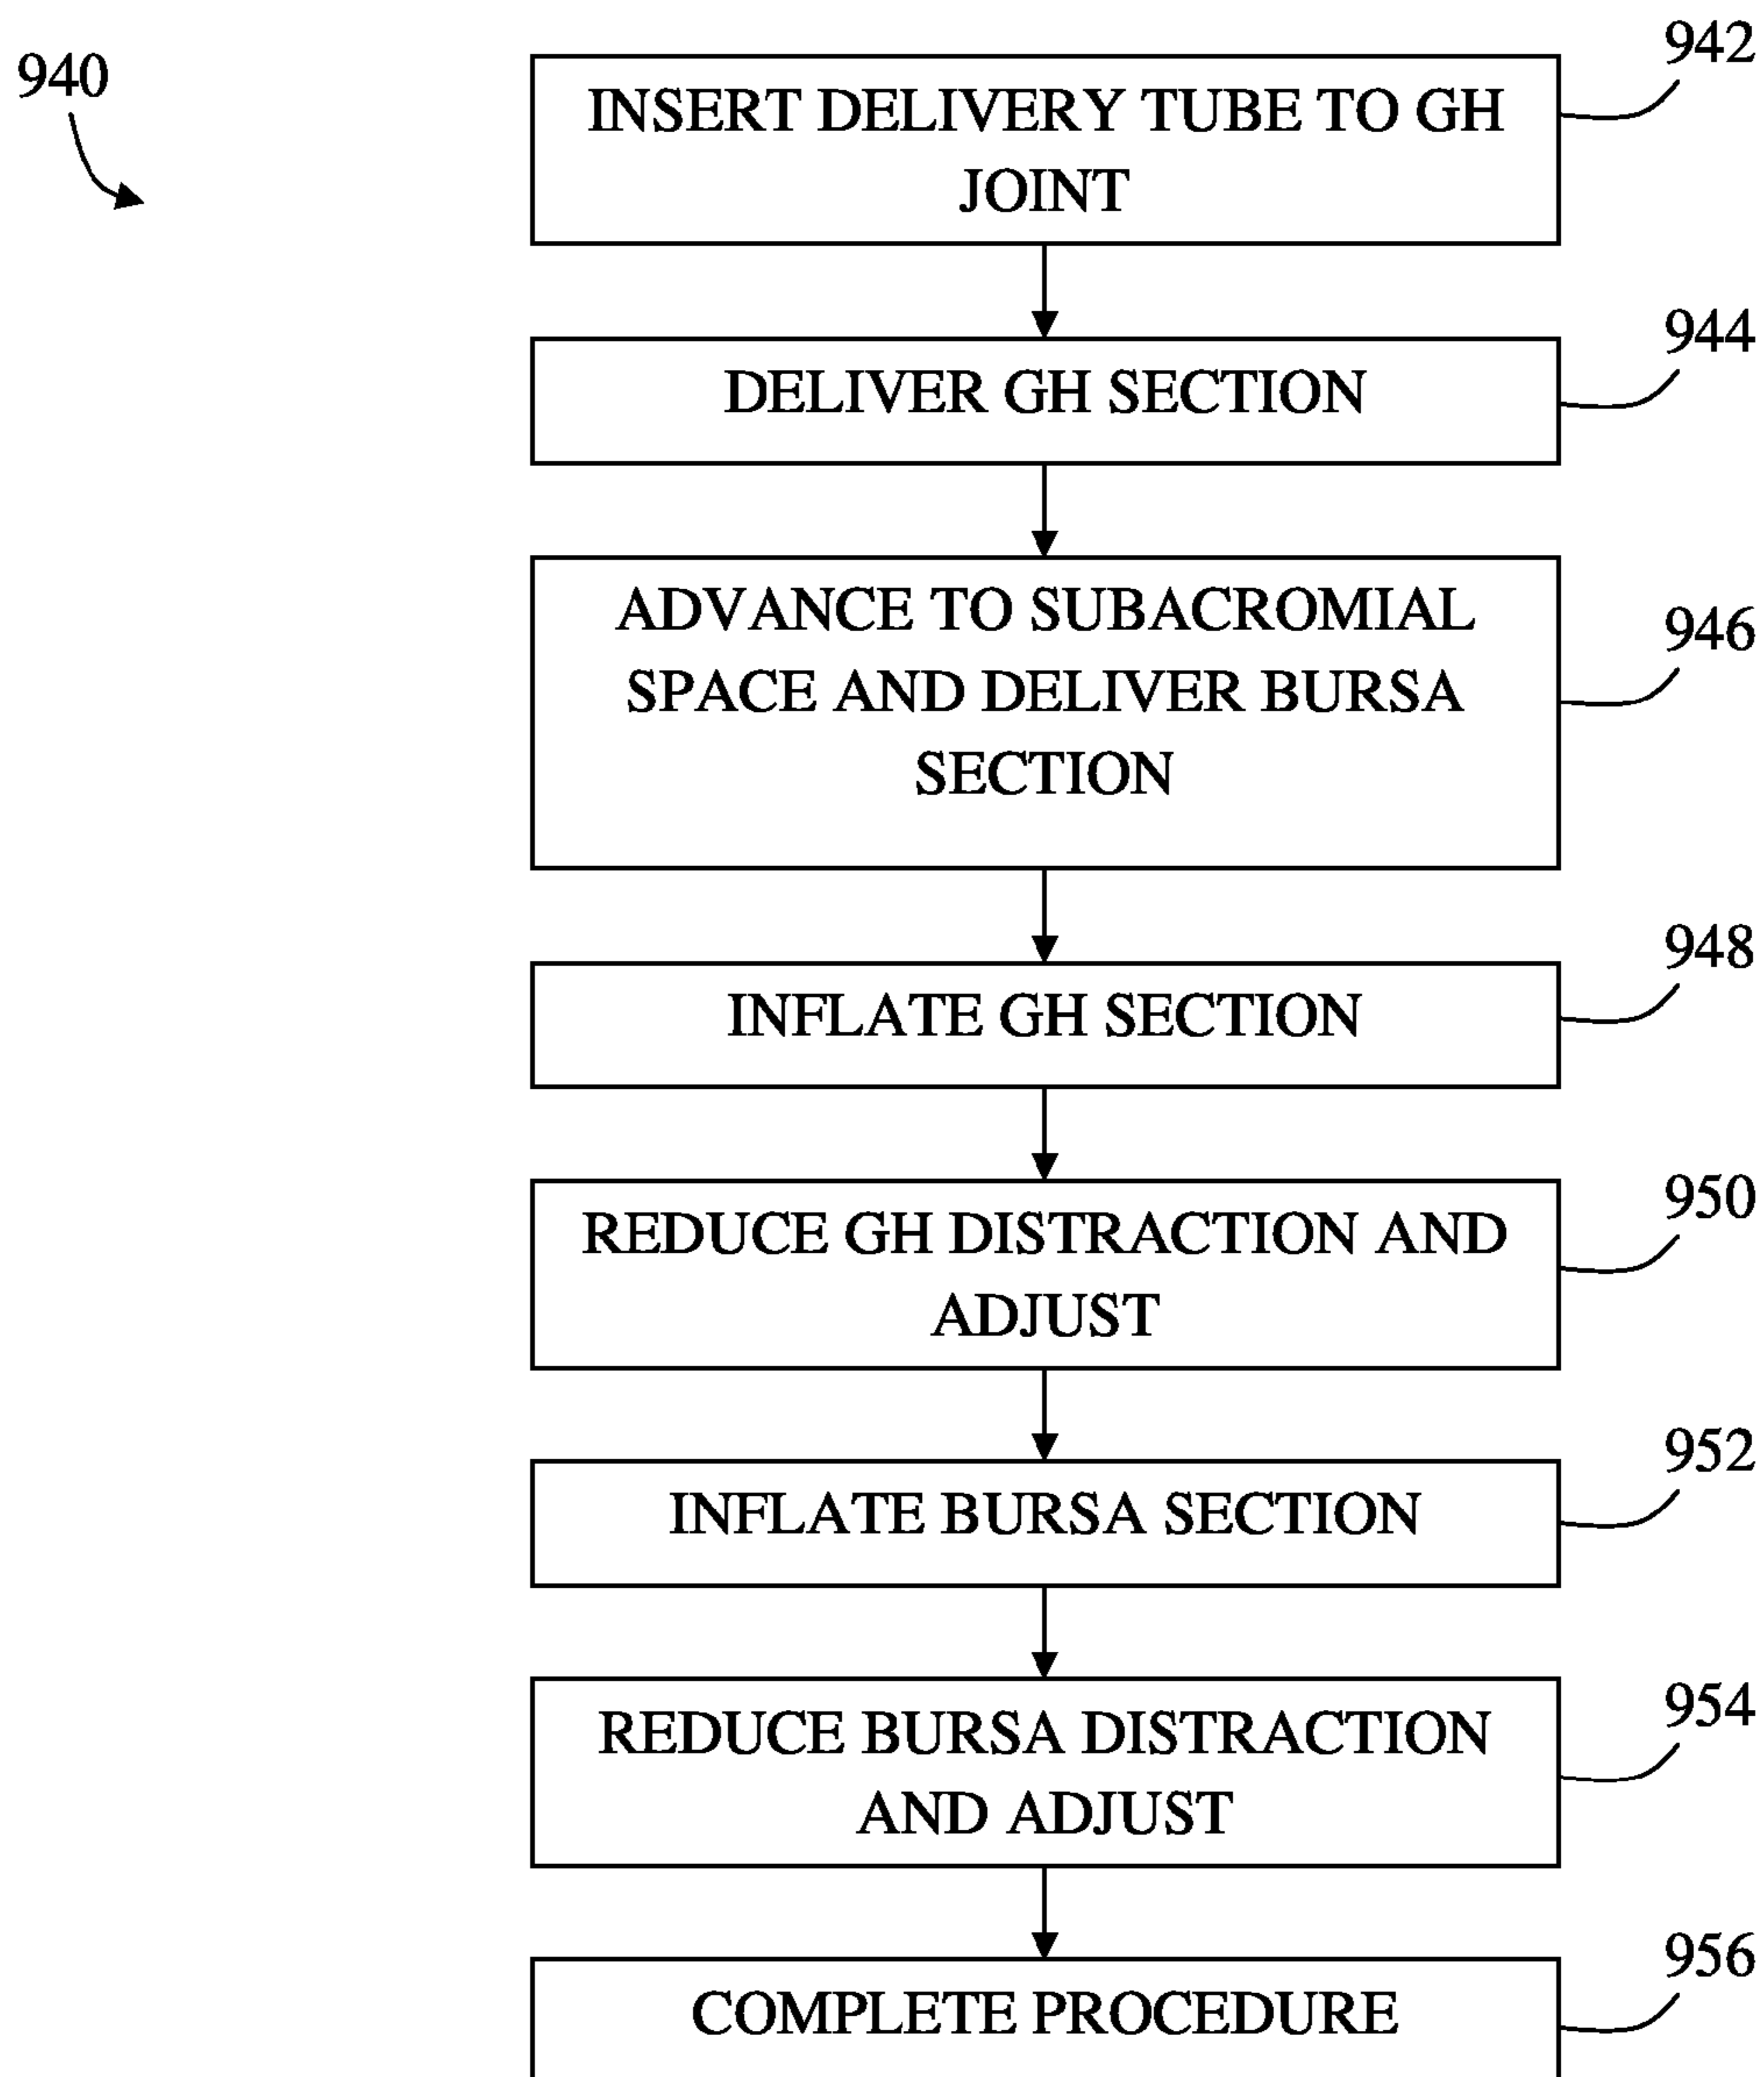 940
942
INSERT DELIVERY TUBE TO GH
JOINT
944
DELIVER GH SECTION
946
ADVANCE TO SUBACROMIAL
SPACE AND DELIVER BURSA
SECTION
948
INFLATE GH SECTION
950
REDUCE GH DISTRACTION AND
ADJUST
952
INFLATE BURSA SECTION
954
REDUCE BURSA DISTRACTION
AND ADJUST
956
COMPLETE PROCEDURE